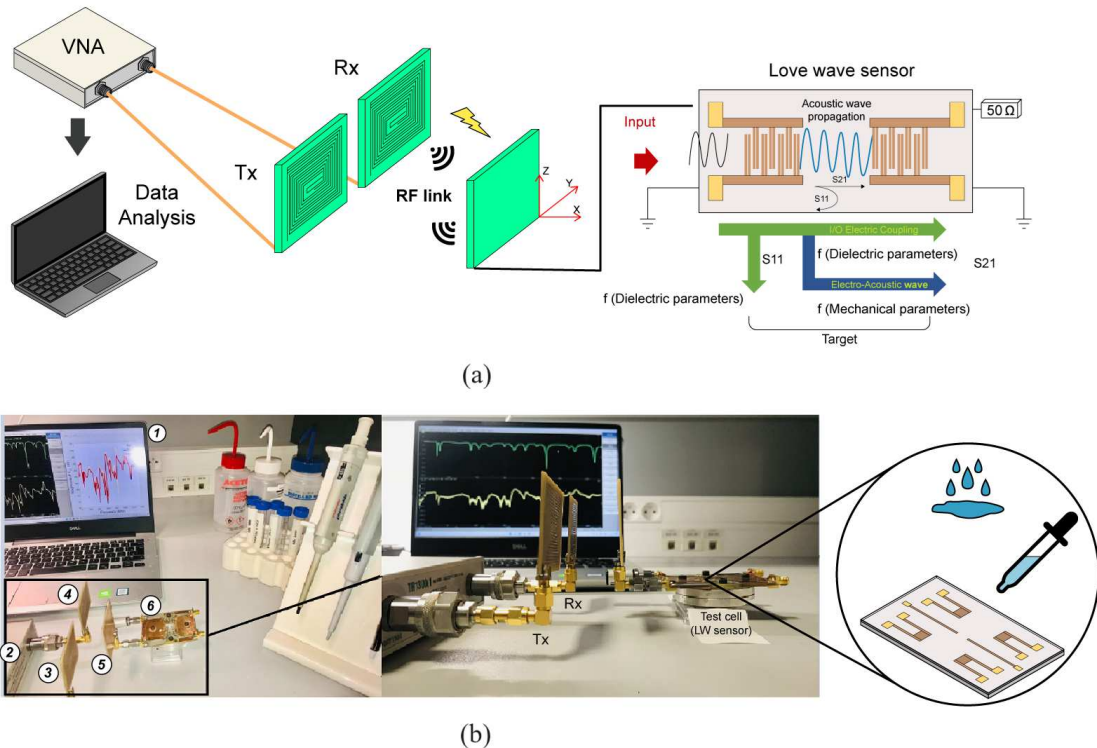 VNA
Data
Analysis
Tx
Rx
RF link
Z
Y
X
Love wave sensor
Input
Acoustic wave
propagation
50 Ω
S21
S11
I/O Electric Coupling
S11
f (Dielectric parameters)
S21
f (Dielectric parameters)
Electro-Acoustic wave
f (Mechanical parameters)
Target
(a)
1
2
3
4
5
6
DELL
DELL
Rx
Tx
Test cell
(LW sensor)
(b)